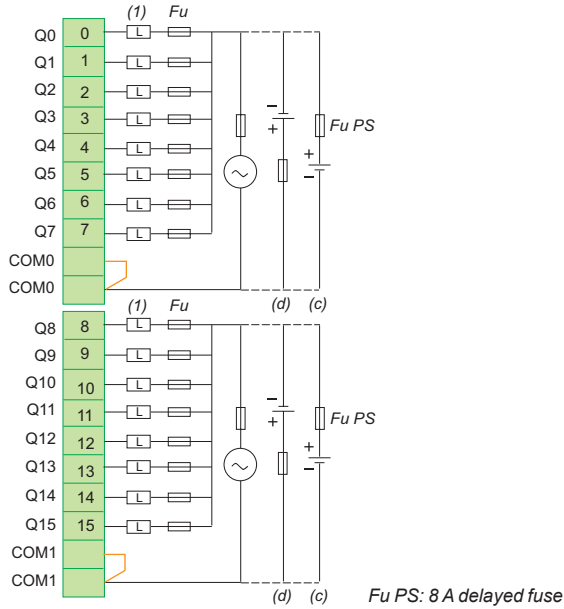 (1) Fu
Q0 0 L
Q1 1 L
Q2 2 L
Q3 3 L
Q4 4 L
Q5 5 L
Q6 6 L
Q7 7 L
COM0
COM0
− +
+ −
Fu PS
(d) (c)
(1) Fu
Q8 8 L
Q9 9 L
Q10 10 L
Q11 11 L
Q12 12 L
Q13 13 L
Q14 14 L
Q15 15 L
COM1
COM1
− +
+ −
Fu PS
(d) (c)
Fu PS: 8 A delayed fuse